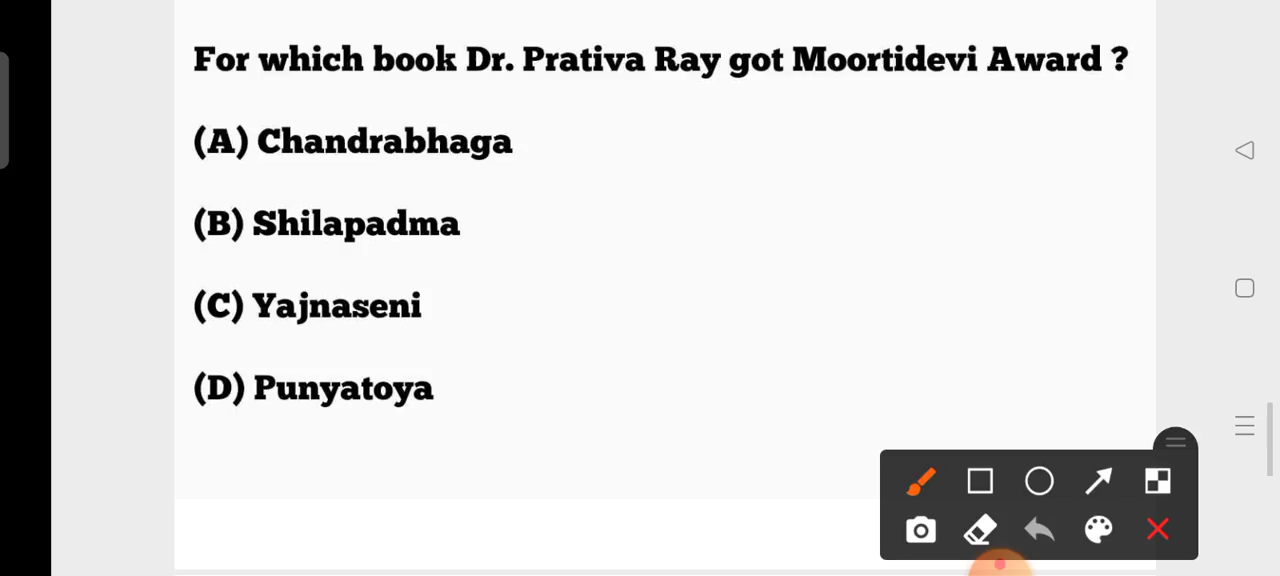 For which book Dr. Prativa Ray got Moortidevi Award ?
(A) Chandrabhaga
(B) Shilapadma
(C) Yajnaseni
(D) Punyatoya